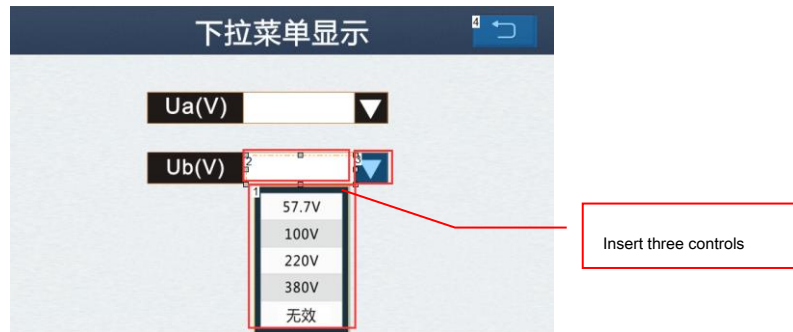 下拉菜单显示
4
Ua(V)
Ub(V)
2
3
1
57.7V
100V
220V
380V
无效
Insert three controls